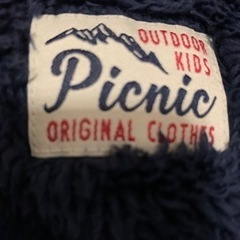 OUTDOOR
KIDS
Picnic
ORIGINAL CLOTHES